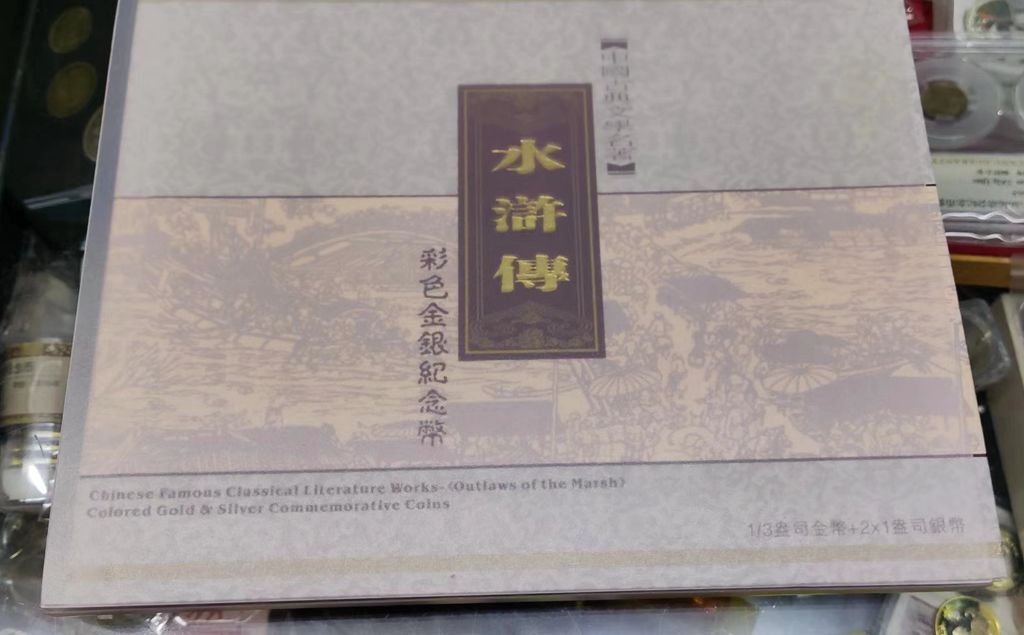 【中國古典文學名著】
水滸傳
彩色金銀紀念幣
Chinese Famous Classical Literature Works-《Outlaws of the Marsh》
Colored Gold & Silver Commemorative Coins
1/3盎司金幣+2×1盎司銀幣